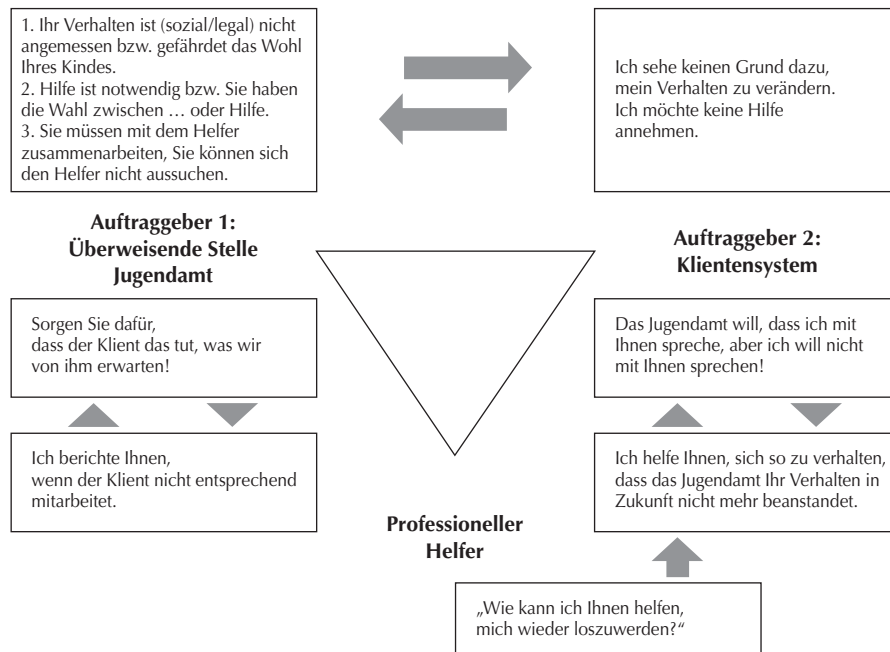 1. Ihr Verhalten ist (sozial/legal) nicht
angemessen bzw. gefährdet das Wohl
Ihres Kindes.
2. Hilfe ist notwendig bzw. Sie haben
die Wahl zwischen … oder Hilfe.
3. Sie müssen mit dem Helfer
zusammenarbeiten, Sie können sich
den Helfer nicht aussuchen.
Ich sehe keinen Grund dazu,
mein Verhalten zu verändern.
Ich möchte keine Hilfe
annehmen.
Auftraggeber 1:
Überweisende Stelle
Jugendamt
Auftraggeber 2:
Klientensystem
Sorgen Sie dafür,
dass der Klient das tut, was wir
von ihm erwarten!
Das Jugendamt will, dass ich mit
Ihnen spreche, aber ich will nicht
mit Ihnen sprechen!
Ich berichte Ihnen,
wenn der Klient nicht entsprechend
mitarbeitet.
Ich helfe Ihnen, sich so zu verhalten,
dass das Jugendamt Ihr Verhalten in
Zukunft nicht mehr beanstandet.
Professioneller
Helfer
„Wie kann ich Ihnen helfen,
mich wieder loszuwerden?“